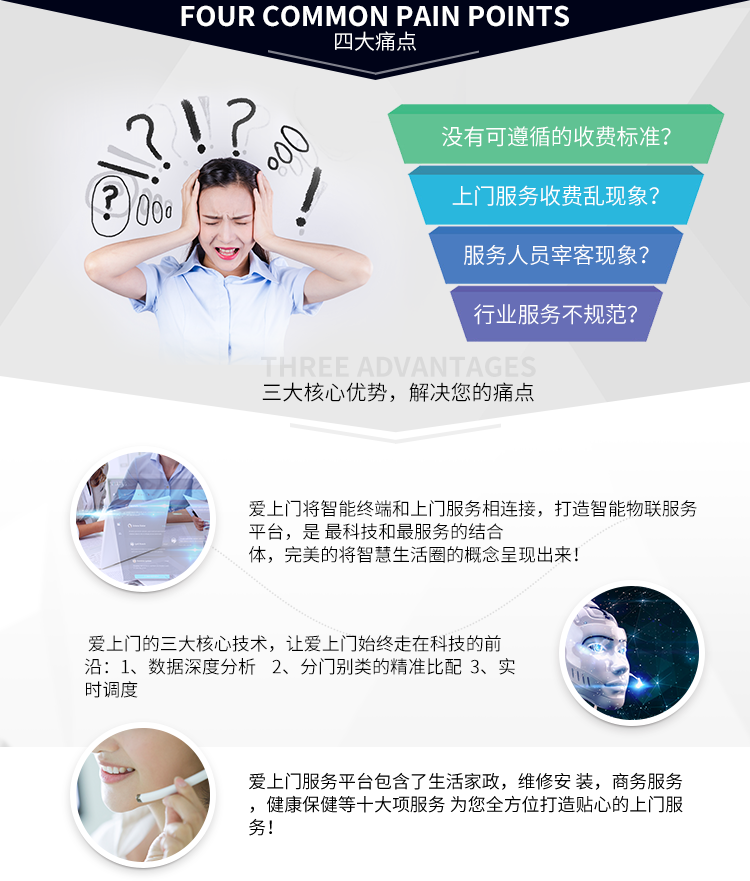 FOUR COMMON PAIN POINTS
四大痛点
没有可遵循的收费标准?
上门服务收费乱现象?
服务人员宰客现象?
行业服务不规范?
THREE ADVANTAGES
三大核心优势，解决您的痛点
爱上门将智能终端和上门服务相连接，打造智能物联服务
平台，是 最科技和最服务的结合
体，完美的将智慧生活圈的概念呈现出来!
爱上门的三大核心技术，让爱上门始终走在科技的前
沿：1、数据深度分析 2、分门别类的精准比配 3、实
时调度
爱上门服务平台包含了生活家政，维修安 装，商务服务
，健康保健等十大项服务 为您全方位打造贴心的上门服
务!